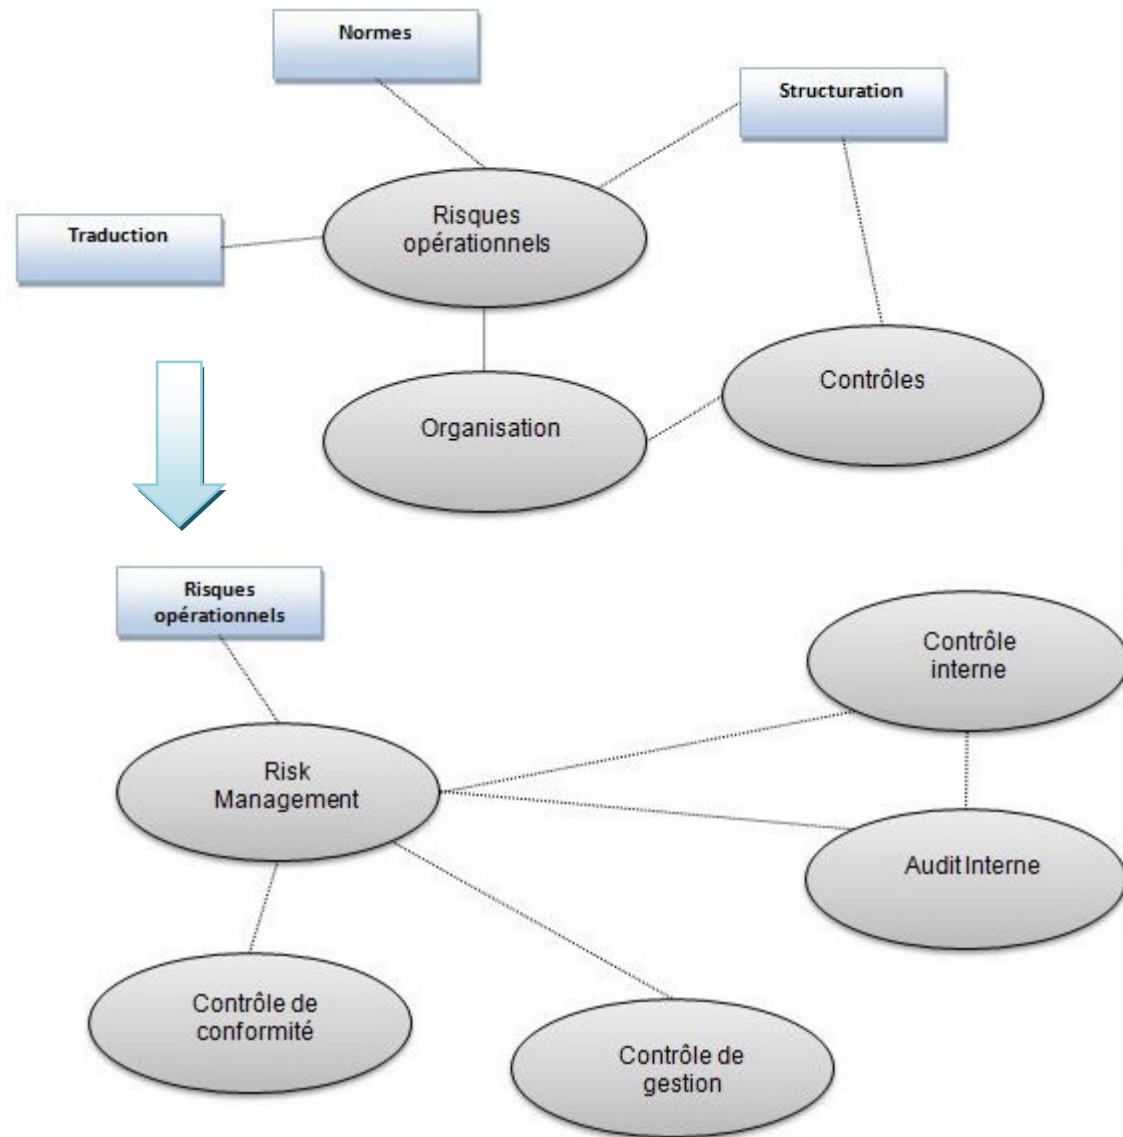 Normes
Structuration
Risques
opérationnels
Traduction
Contrôles
Organisation
Risques
opérationnels
Contrôle
interne
Risk
Management
Audit Interne
Contrôle de
conformité
Contrôle de
gestion